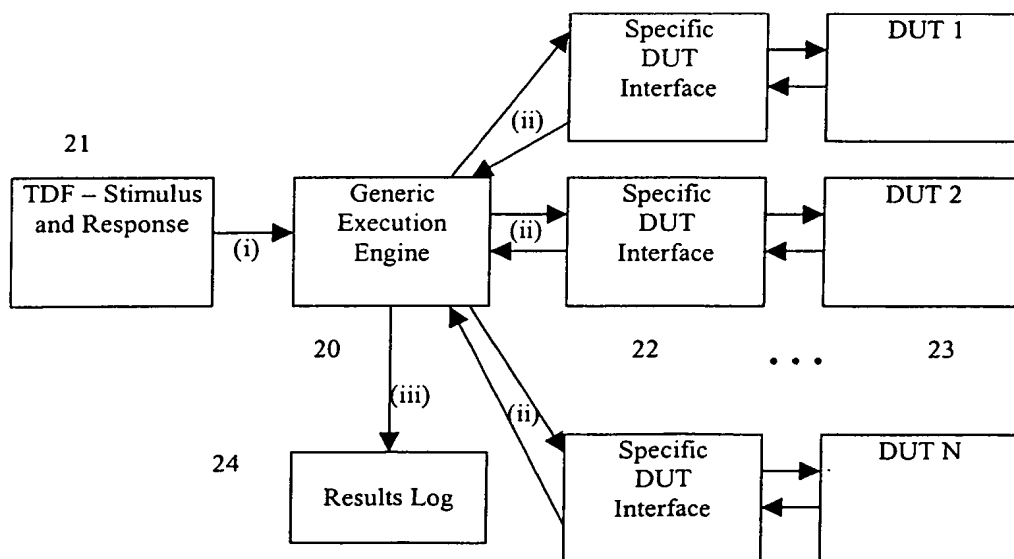 Specific
DUT
Interface
DUT 1
(ii)
21
TDF – Stimulus
and Response
(i)
Generic
Execution
Engine
(ii)
Specific
DUT
Interface
DUT 2
20
22
. . .
23
(iii)
(ii)
24
Results Log
Specific
DUT
Interface
DUT N